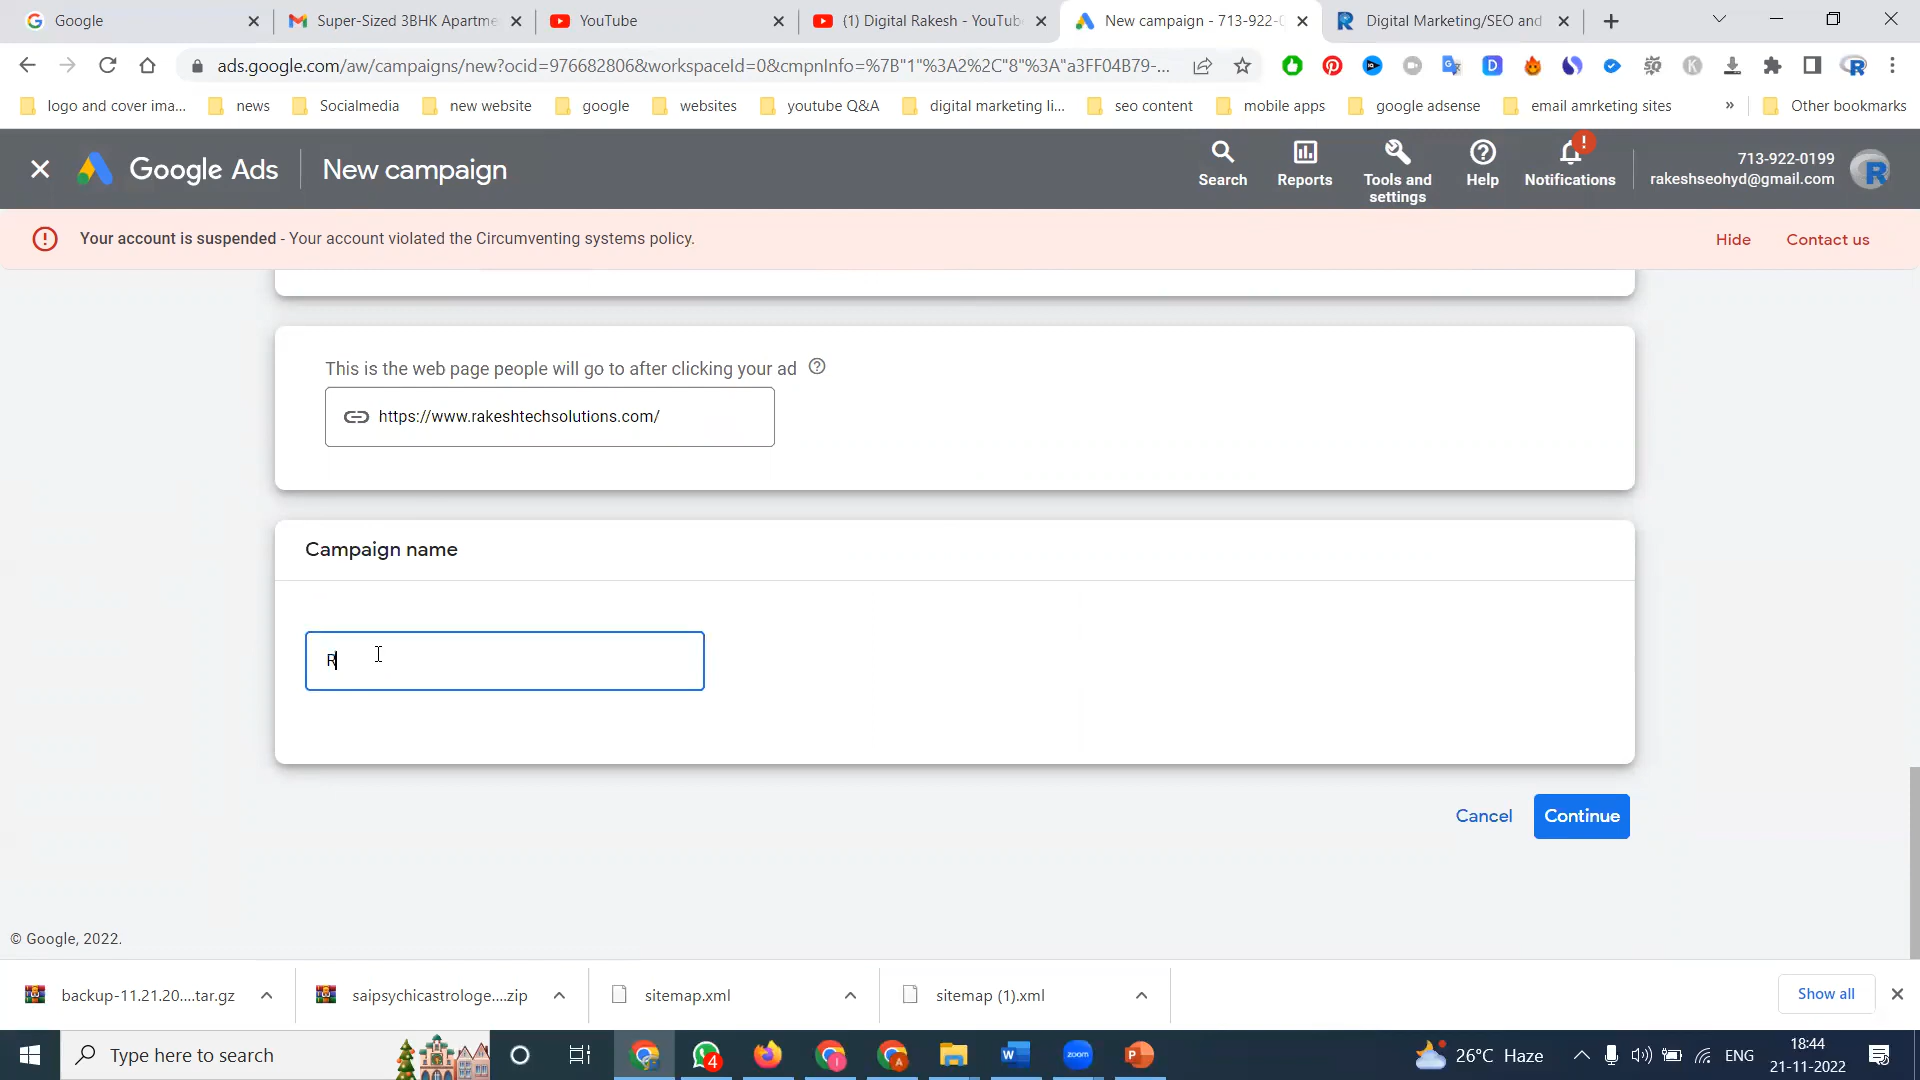 Google
Super-Sized 3BHK Apartme
YouTube
(1) Digital Rakesh - YouTub
New campaign - 713-922-0
Digital Marketing/SEO and
ads.google.com/aw/campaigns/new?ocid=976682806&workspaceId=0&cmpnInfo=%7B"1"%3A2%2C"8"%3A"a3FF04B79-...
logo and cover ima...
news
Socialmedia
new website
google
websites
youtube Q&A
digital marketing li...
seo content
mobile apps
google adsense
email amrketing sites
»
Other bookmarks
Google Ads
New campaign
Search
Reports
Tools and
settings
Help
Notifications
713-922-0199
rakeshseohyd@gmail.com
Your account is suspended - Your account violated the Circumventing systems policy.
Hide
Contact us
This is the web page people will go to after clicking your ad
https://www.rakeshtechsolutions.com/
Campaign name
R
Cancel
Continue
© Google, 2022.
backup-11.21.20....tar.gz
saipsychicastrologe....zip
sitemap.xml
sitemap (1).xml
Show all
Type here to search
4
zoom
26°C Haze
ENG
18:44
21-11-2022